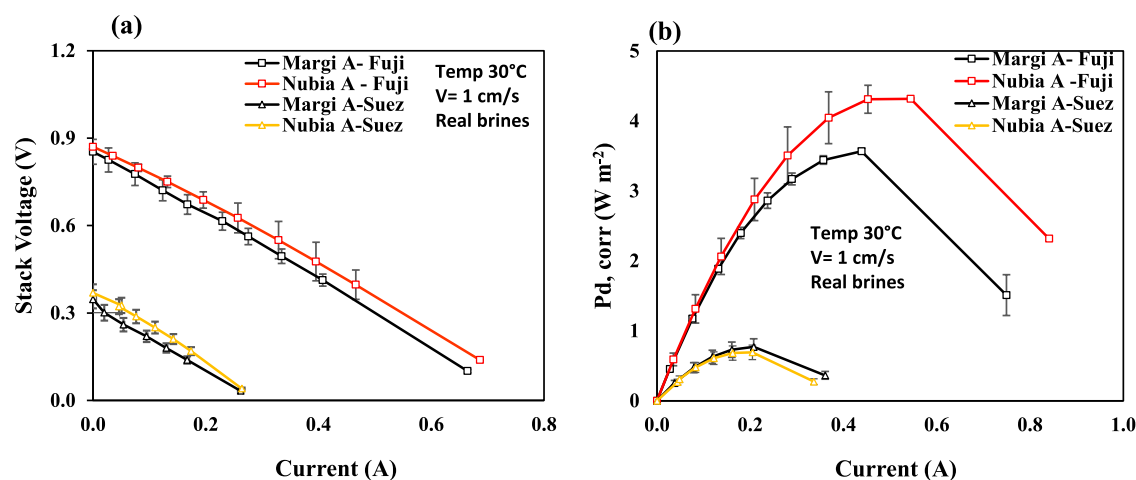 (a)
1.2
0.9
0.6
0.3
0.0
Stack Voltage (V)
Margi A- Fuji
Nubia A - Fuji
Margi A-Suez
Nubia A-Suez
Temp 30°C
V= 1 cm/s
Real brines
0.0 0.2 0.4 0.6 0.8
Current (A)
(b)
5
4
3
2
1
0
Pd, corr (W m⁻²)
Margi A- Fuji
Nubia A -Fuji
Margi A-Suez
Nubia A-Suez
Temp 30°C
V= 1 cm/s
Real brines
0.0 0.2 0.4 0.6 0.8 1.0
Current (A)